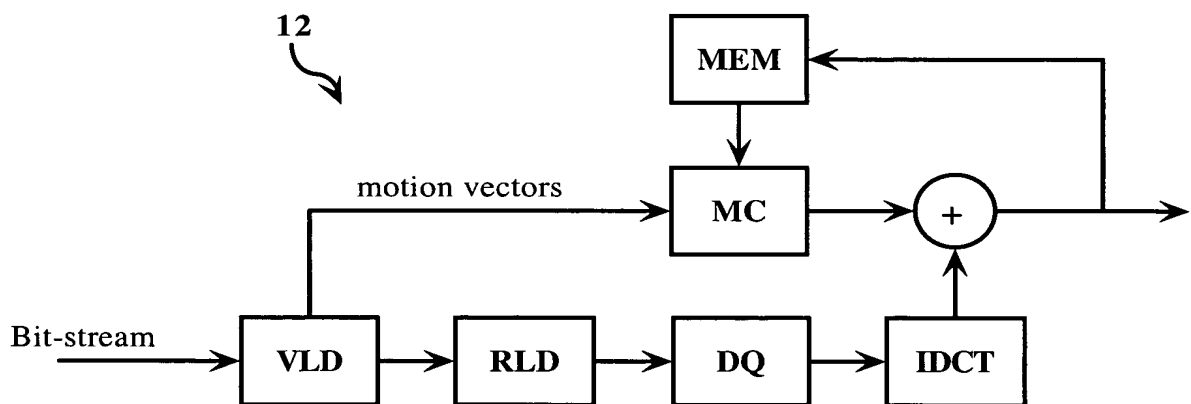 12
MEM
motion vectors
MC
+
Bit-stream
VLD
RLD
DQ
IDCT